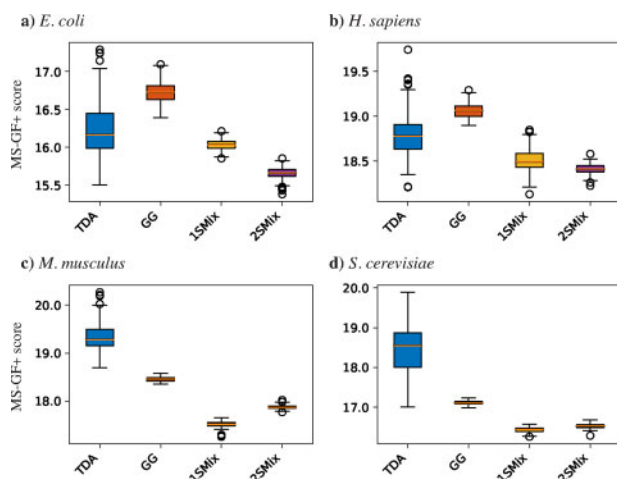 a) E. coli
b) H. sapiens
MS-GF+ score
17.0
16.5
16.0
15.5
TDA
GG
1SMix
2SMix
19.5
19.0
18.5
TDA
GG
1SMix
2SMix
c) M. musculus
d) S. cerevisiae
MS-GF+ score
20.0
19.0
18.0
TDA
GG
1SMix
2SMix
20.0
19.0
18.0
17.0
TDA
GG
1SMix
2SMix